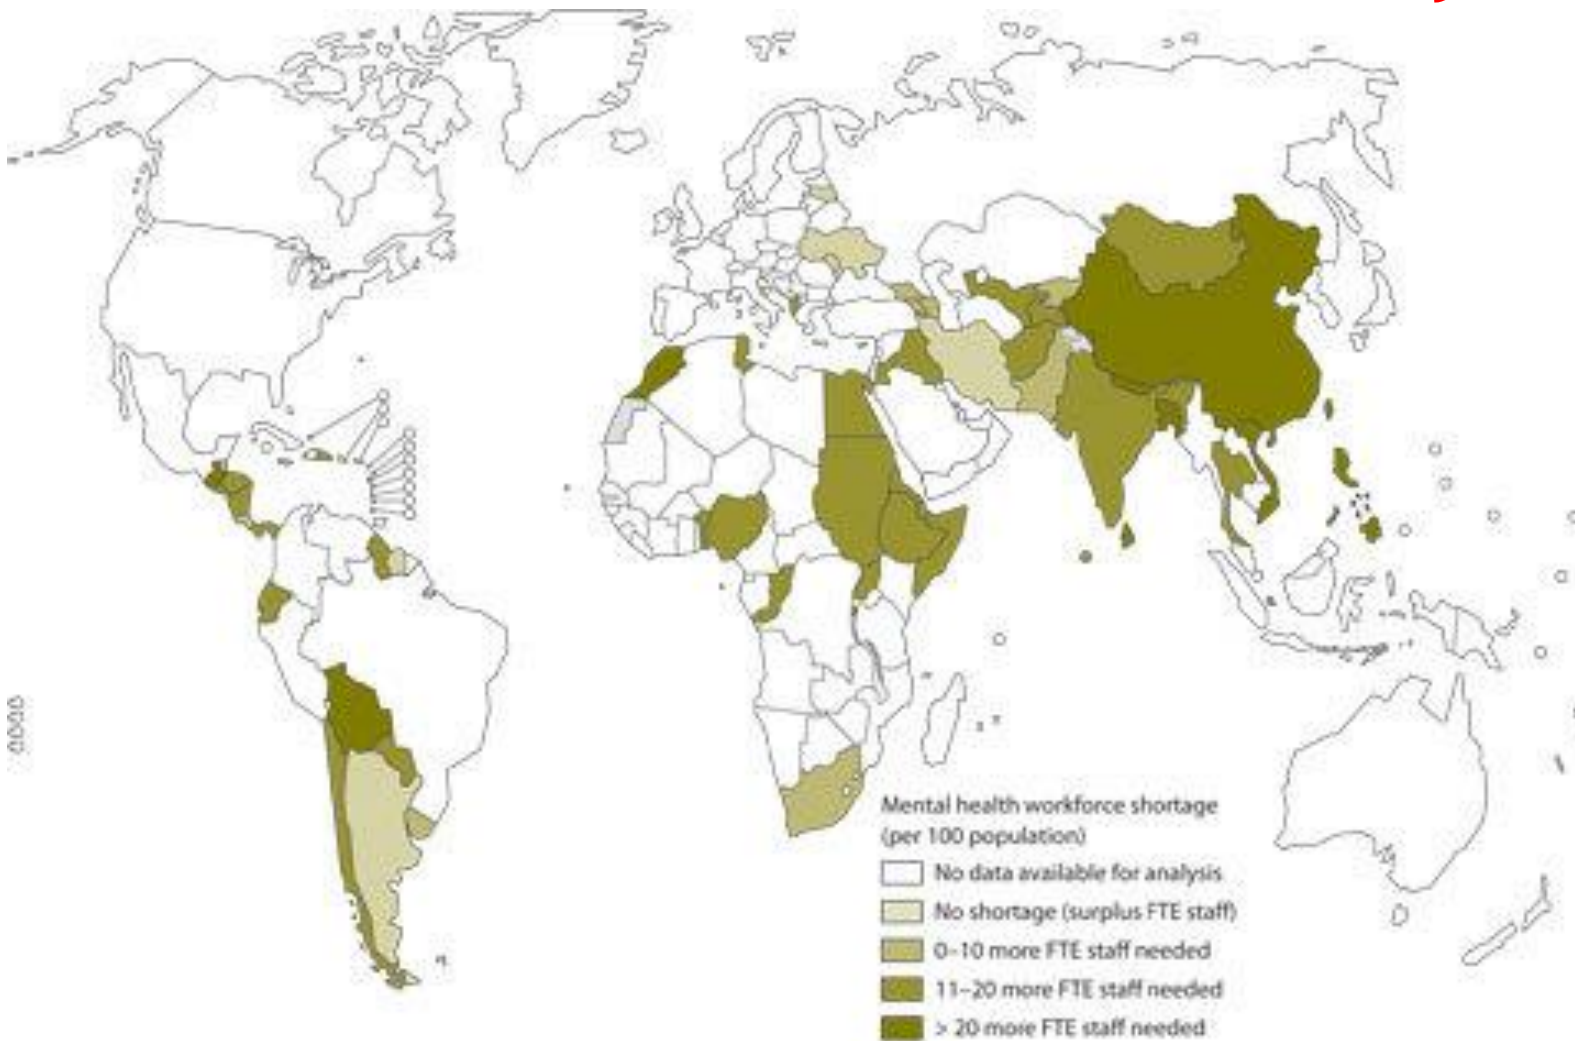 Mental health workforce shortage
(per 100 population)
No data available for analysis
No shortage (surplus FTE staff)
0–10 more FTE staff needed
11–20 more FTE staff needed
> 20 more FTE staff needed